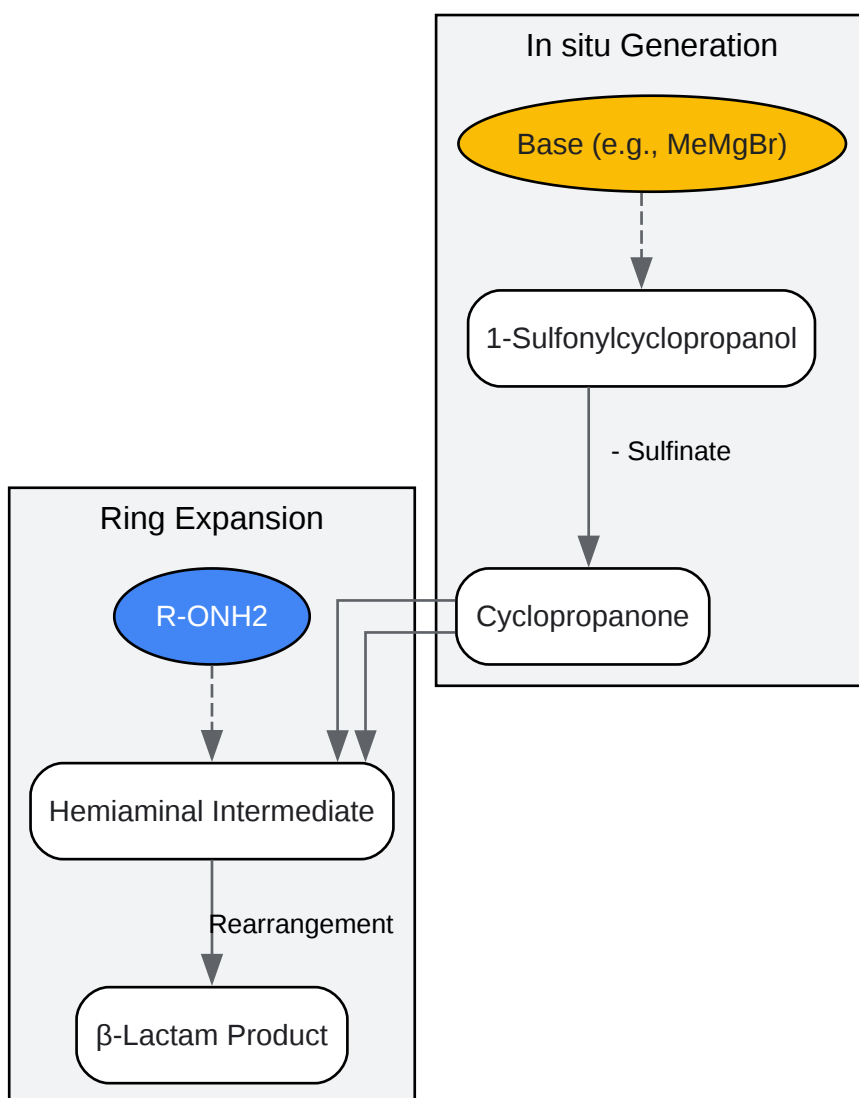 In situ Generation
Base (e.g., MeMgBr)
1-Sulfonylcyclopropanol
- Sulfinate
Cyclopropanone
Ring Expansion
R-ONH2
Hemiaminal Intermediate
Rearrangement
β-Lactam Product